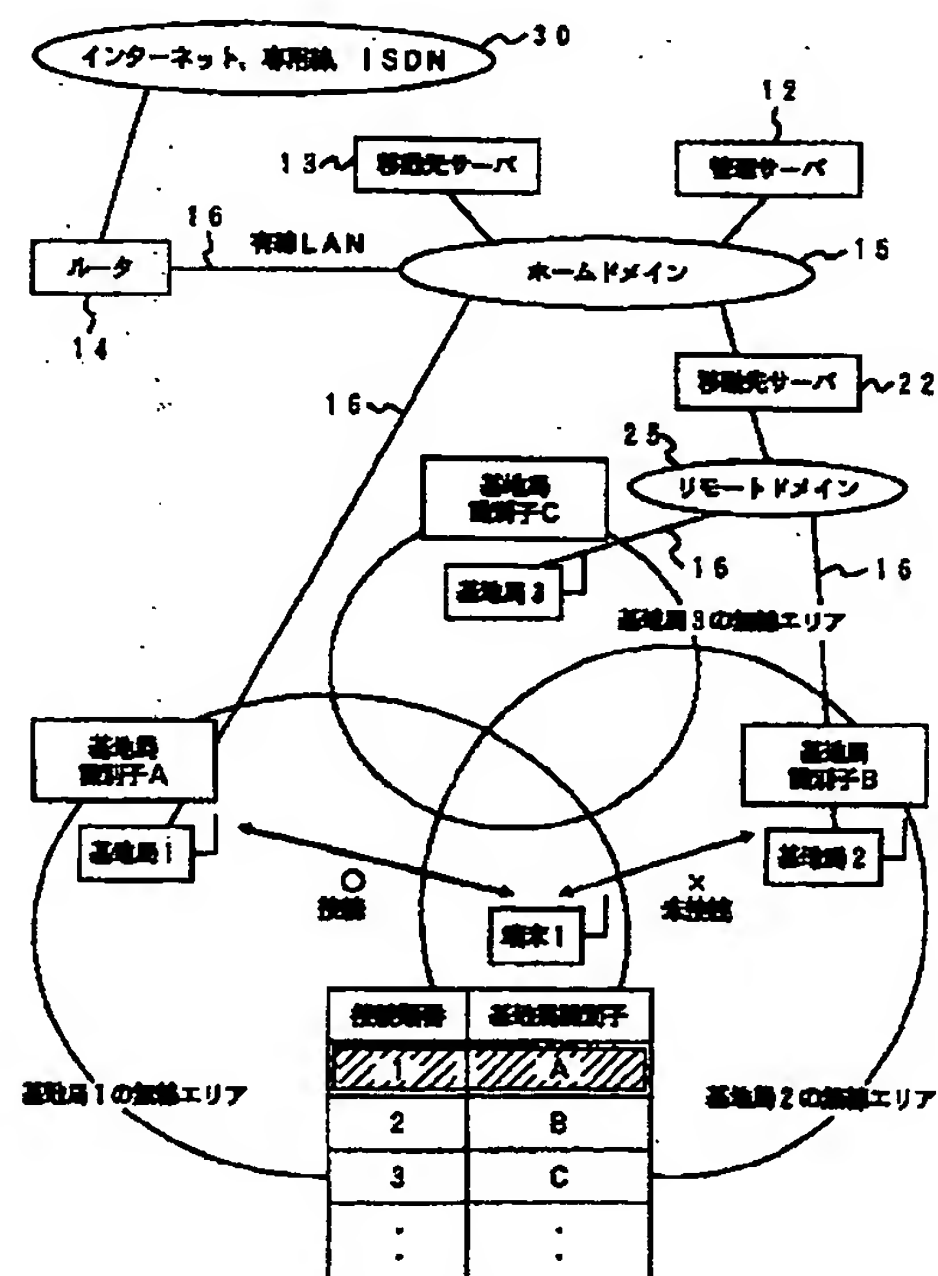 インターネット、専用線 ISDN
30
12
13
移動先サーバ
管理サーバ
16
有線LAN
15
ルータ
ホームドメイン
14
移動先サーバ
22
16
25
基地局
識別子C
リモートドメイン
16
16
基地局3
基地局3の無線エリア
基地局
識別子A
基地局
識別子B
基地局1
基地局2
○
接続
×
未接続
端末1
接続順番
基地局識別子
1
A
基地局1の無線エリア
基地局2の無線エリア
2
B
3
C